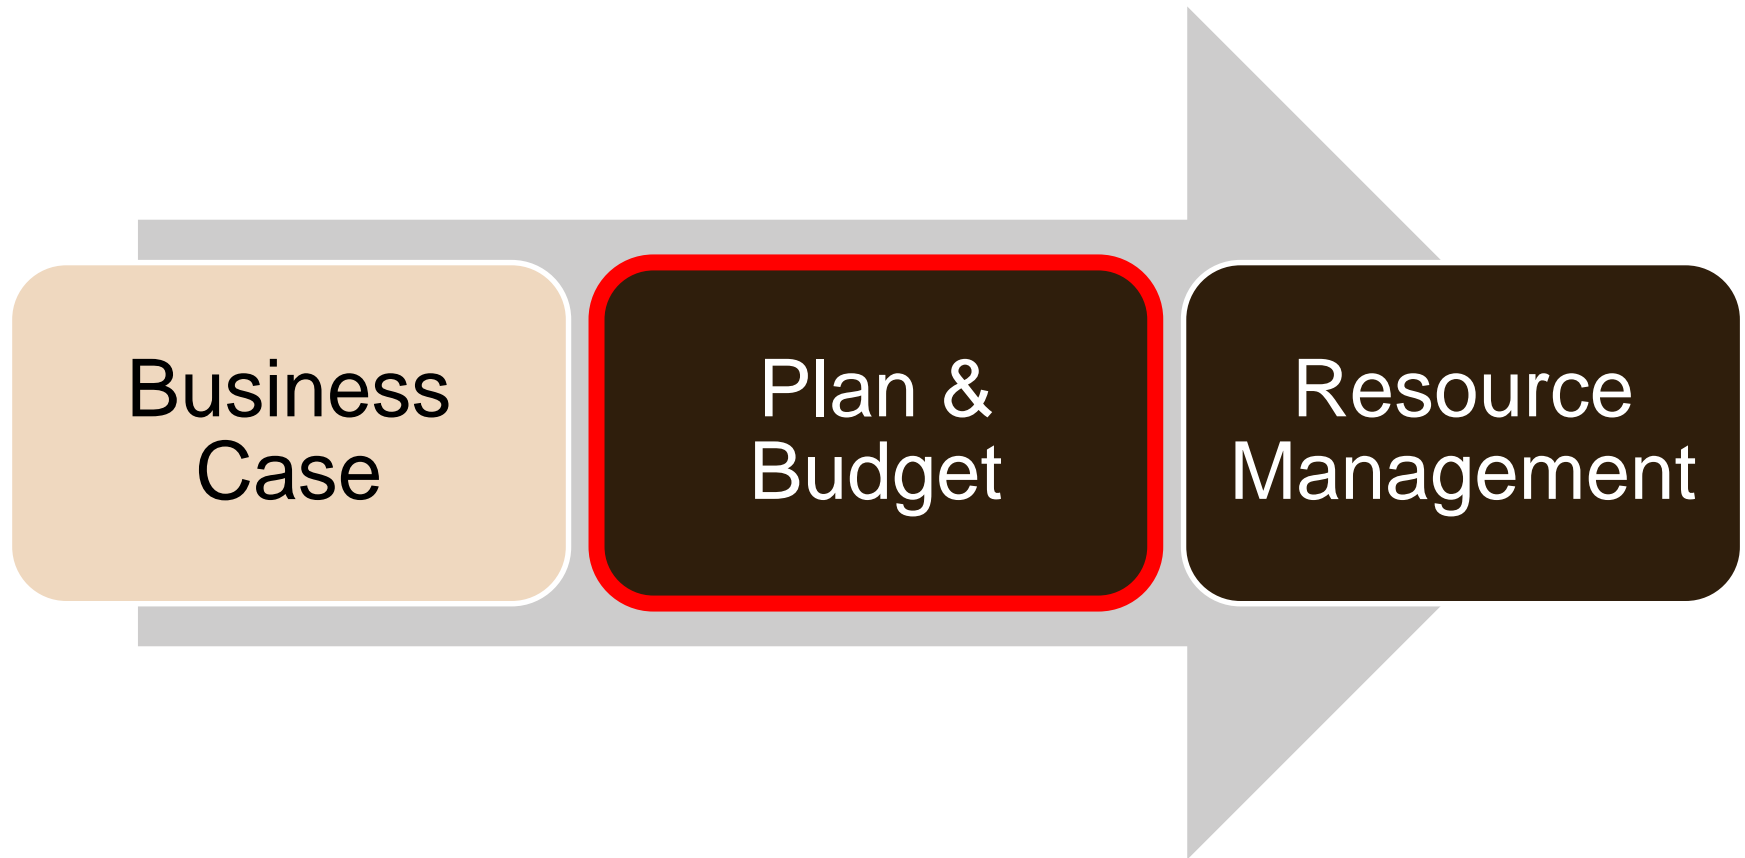 Business
Case
Plan &
Budget
Resource
Management